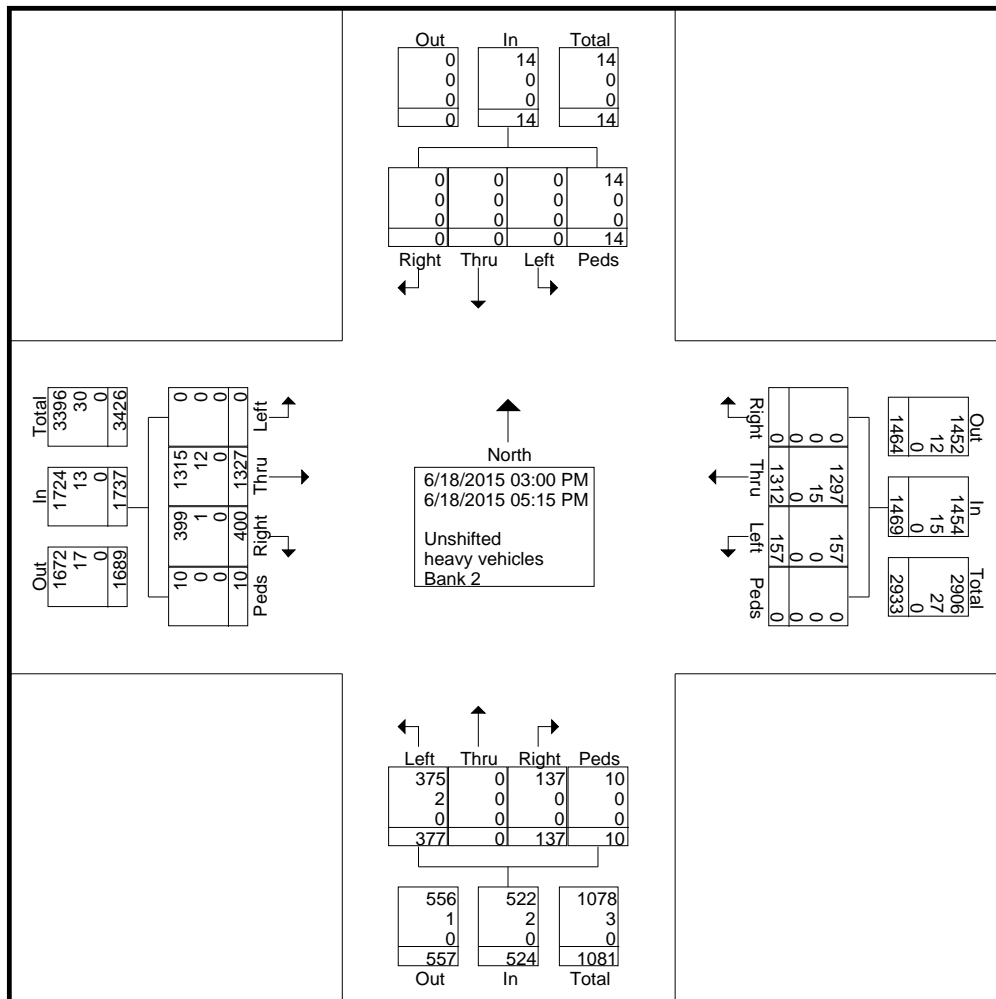 Out In Total
0 14 14
0 0 0
0 0 0
0 14 14
0 0 0 14
0 0 0 0
0 0 0 0
0 0 0 14
Right Thru Left Peds
Total
3396 30 0 3426
In
1724 13 0 1737
Out
1672 17 0 1689
Left
0 0 0 0
Thru
1315 12 0 1327
Right
399 1 0 400
Peds
10 0 0 10
North
6/18/2015 03:00 PM
6/18/2015 05:15 PM
Unshifted
heavy vehicles
Bank 2
Right
0 0 0 0
Thru
1297 15 0 1312
Left
157 0 0 157
Peds
0 0 0 0
Out
1452 12 0 1464
In
1454 15 0 1469
Total
2906 27 0 2933
Left Thru Right Peds
375 0 137 10
2 0 0 0
0 0 0 0
377 0 137 10
556 522 1078
1 2 3
0 0 0
557 524 1081
Out In Total